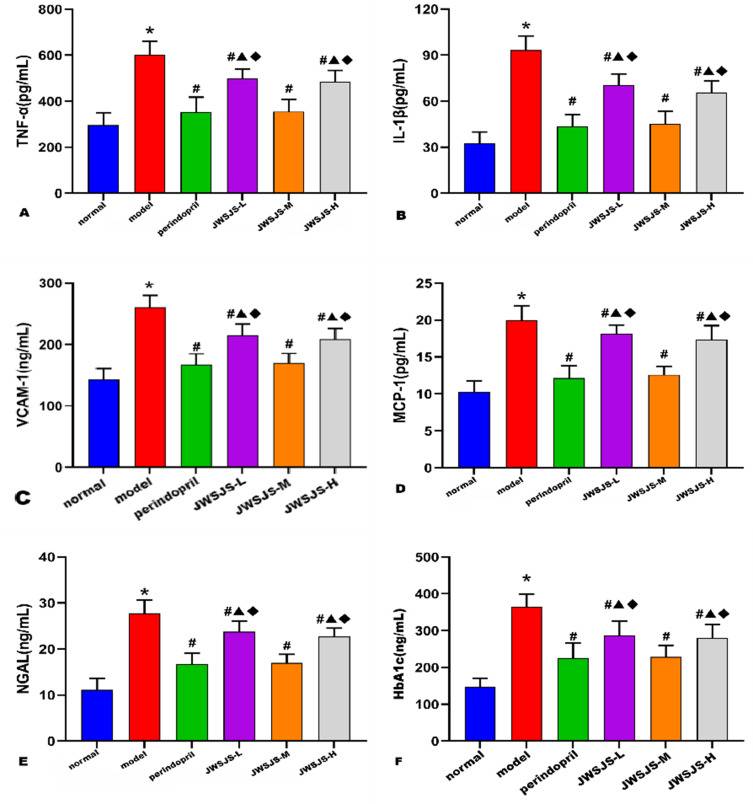 TNF-α(pg/mL)
800
600
400
200
0
*
#
#▲◆
#
#▲◆
normal
model
perindopril
JWSJS-L
JWSJS-M
JWSJS-H
A
IL-1β(pg/mL)
120
90
60
30
0
*
#
#▲◆
#
#▲◆
normal
model
perindopril
JWSJS-L
JWSJS-M
JWSJS-H
B
VCAM-1(ng/mL)
300
200
100
0
*
#
#▲◆
#
#▲◆
normal
model
perindopril
JWSJS-L
JWSJS-M
JWSJS-H
C
MCP-1(pg/mL)
25
20
15
10
5
0
*
#
#▲◆
#
#▲◆
normal
model
perindopril
JWSJS-L
JWSJS-M
JWSJS-H
D
NGAL(ng/mL)
40
30
20
10
0
*
#
#▲◆
#
#▲◆
normal
model
perindopril
JWSJS-L
JWSJS-M
JWSJS-H
E
HbA1c(ng/mL)
500
400
300
200
100
0
*
#
#▲◆
#
#▲◆
normal
model
perindopril
JWSJS-L
JWSJS-M
JWSJS-H
F